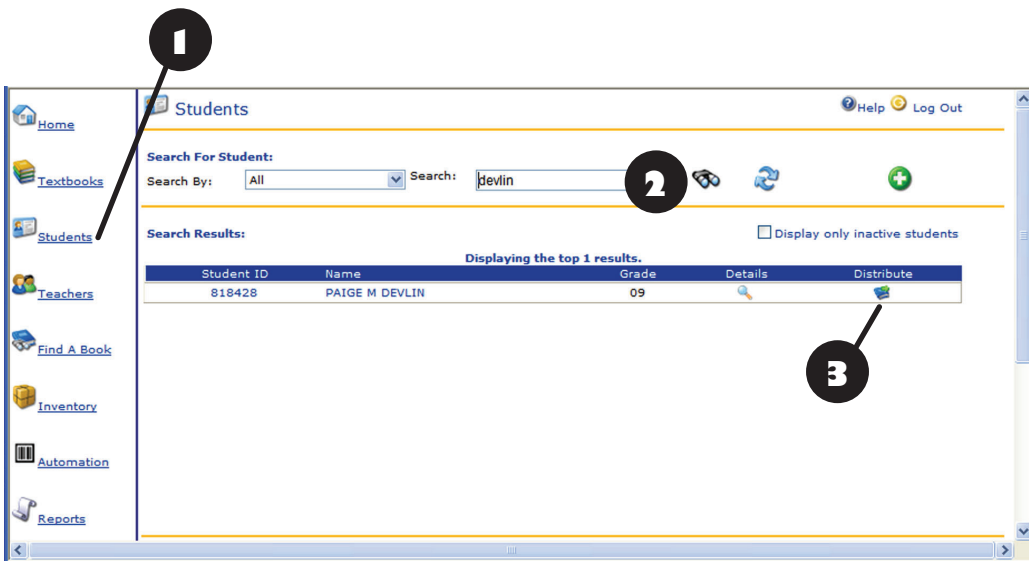 1
Students
Help Log Out
Home
Search For Student:
Search By: All Search: devlin
2
Textbooks
Students
Search Results:
Display only inactive students
Displaying the top 1 results.
Student ID Name Grade Details Distribute
818428 PAIGE M DEVLIN 09
Teachers
Find A Book
3
Inventory
Automation
Reports